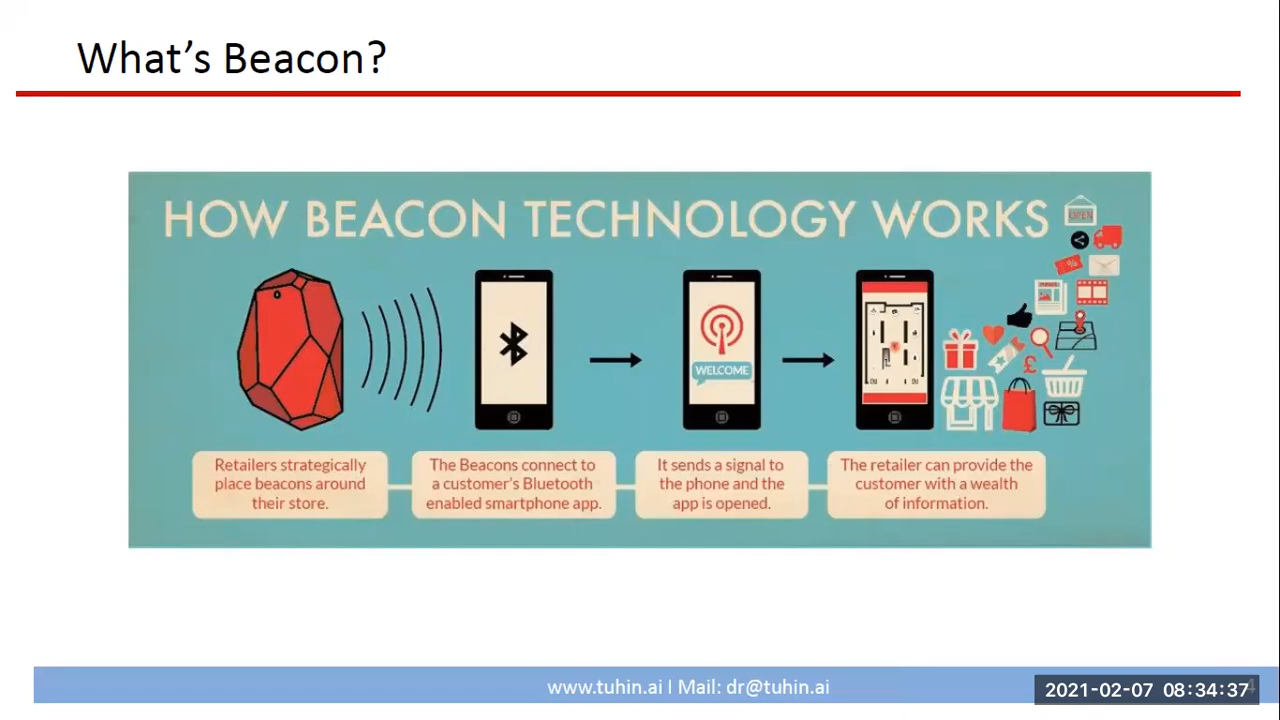 What's Beacon?
HOW BEACON TECHNOLOGY WORKS
OPEN
%
WELCOME
£
Retailers strategically
place beacons around
their store.
The Beacons connect to
a customer's Bluetooth
enabled smartphone app.
It sends a signal to
the phone and the
app is opened.
The retailer can provide the
customer with a wealth
of information.
www.tuhin.ai I Mail: dr@tuhin.ai
2021-02-07 08:34:37
4